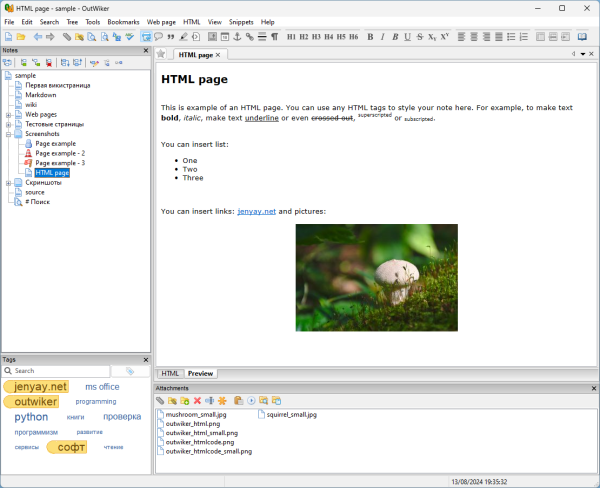 HTML page - sample - OutWiker
File Edit Search Tree Tools Bookmarks Web page HTML View Snippets Help
H1 H2 H3 H4 H5 H6 B I B U S X₁ Xʸ
Notes
sample
Первая викистраница
Markdown
wiki
Web pages
Тестовые страницы
Screenshots
Page example
Page example - 2
Page example - 3
HTML page
Скриншоты
source
# Поиск
HTML page
HTML page
This is example of an HTML page. You can use any HTML tags to style your note here. For example, to make text
bold, italic, make text underline or even crossed out, superscripted or subscripted.
You can insert list:
One
Two
Three
You can insert links: jenyay.net and pictures:
HTML Preview
Tags
Search
jenyay.net ms office
outwiker programming
python книги проверка
программизм развитие
сервисы софт чтение
Attachments
mushroom_small.jpg squirrel_small.jpg
outwiker_html.png
outwiker_html_small.png
outwiker_htmlcode.png
outwiker_htmlcode_small.png
13/08/2024 19:35:32